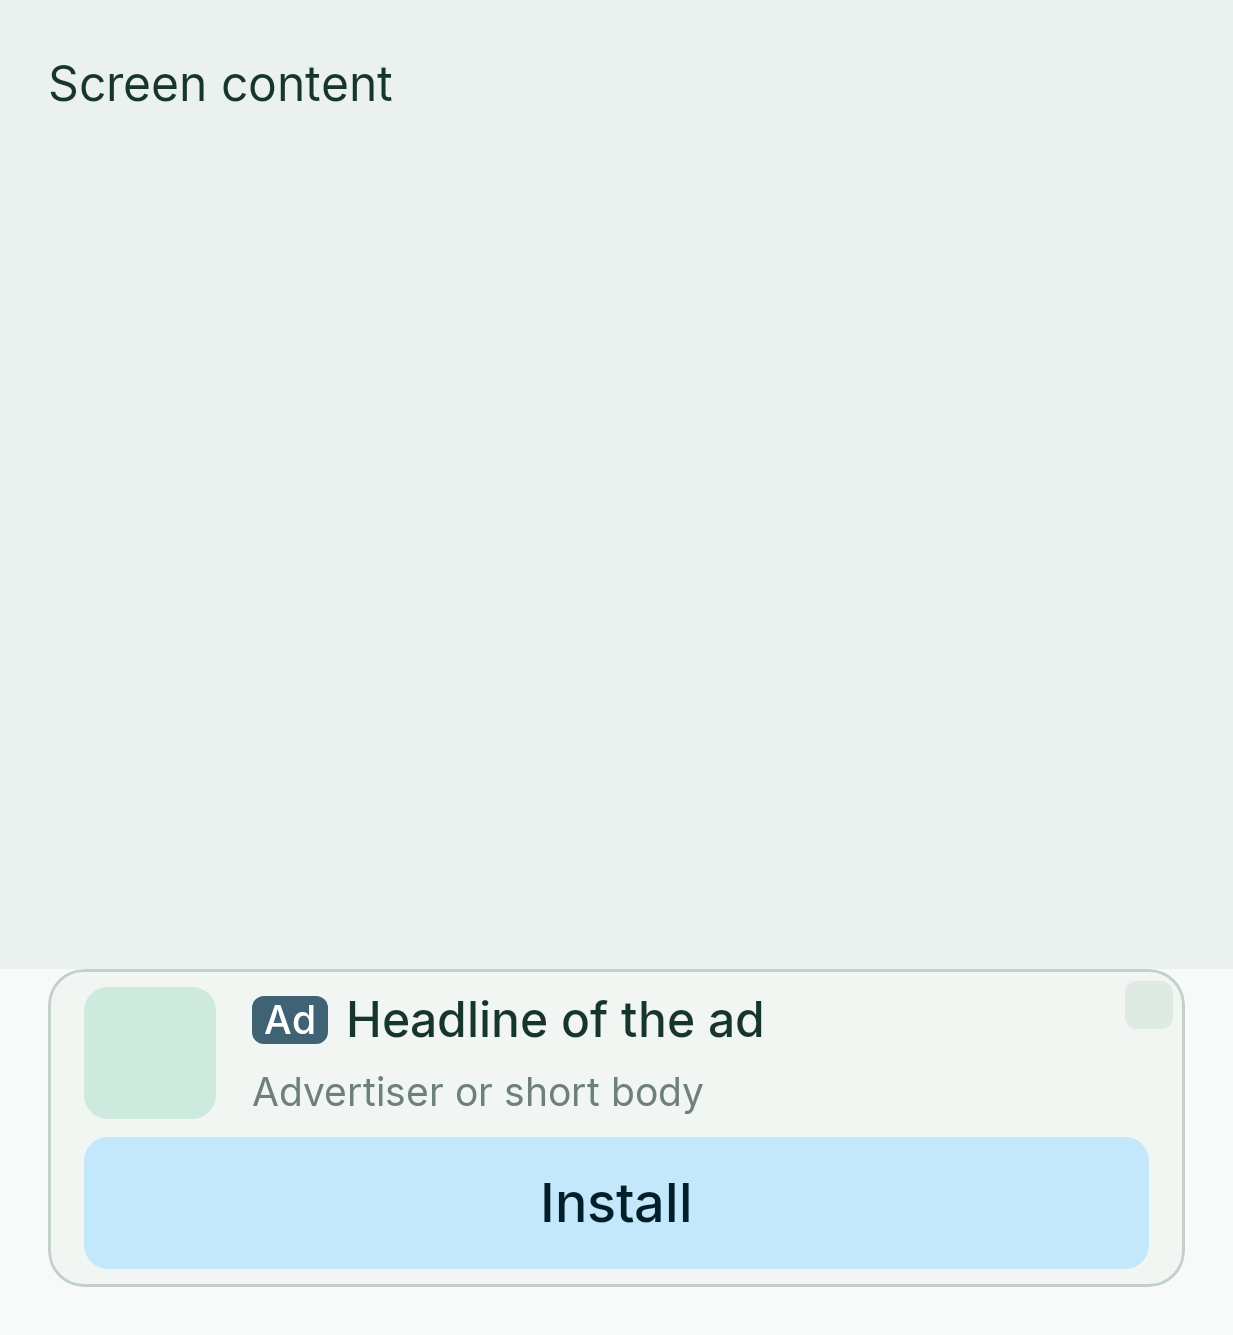 Screen content
Ad Headline of the ad
Advertiser or short body
Install